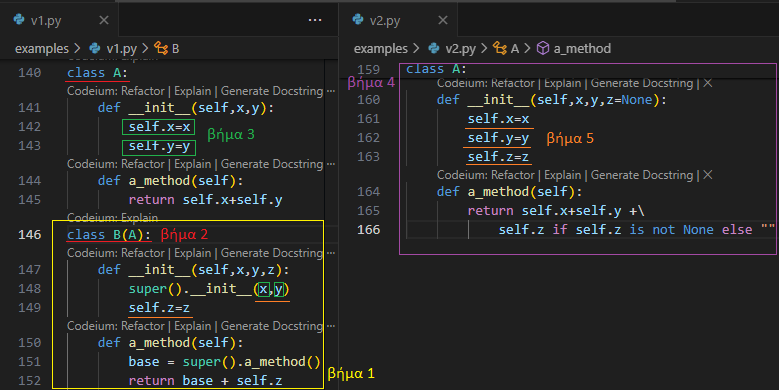 v1.py
examples > v1.py > B
Codeium: Explain
140 class A:
Codeium: Refactor | Explain | Generate Docstring ...
141 def __init__(self,x,y):
142 self.x=x
143 self.y=y
βήμα 3
Codeium: Refactor | Explain | Generate Docstring ...
144 def a_method(self):
145 return self.x+self.y
Codeium: Explain
146 class B(A): βήμα 2
Codeium: Refactor | Explain | Generate Docstring ...
147 def __init__(self,x,y,z):
148 super().__init__(x,y)
149 self.z=z
Codeium: Refactor | Explain | Generate Docstring ...
150 def a_method(self):
151 base = super().a_method()
152 return base + self.z
βήμα 1
v2.py
examples > v2.py > A > a_method
159 class A:
βήμα 4
Codeium: Refactor | Explain | Generate Docstring |
160 def __init__(self,x,y,z=None):
161 self.x=x
162 self.y=y βήμα 5
163 self.z=z
Codeium: Refactor | Explain | Generate Docstring |
164 def a_method(self):
165 return self.x+self.y +\
166 self.z if self.z is not None else ""